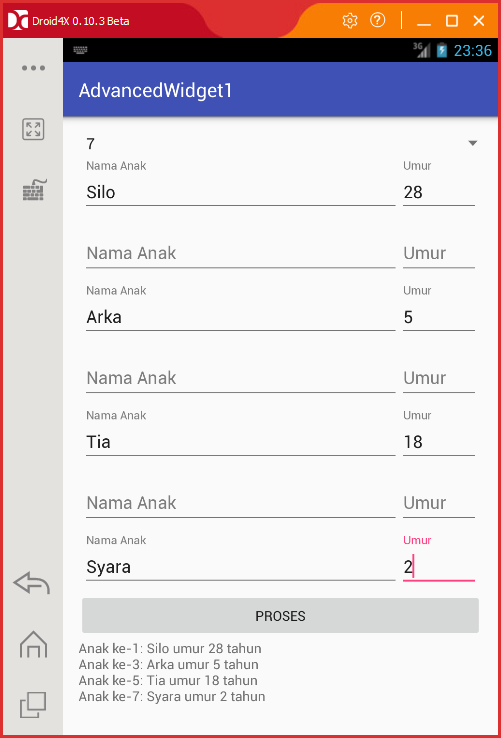 Droid4X 0.10.3 Beta
3G 23:36
AdvancedWidget1
7
Nama Anak Umur
Silo 28
Nama Anak Umur
Nama Anak Umur
Arka 5
Nama Anak Umur
Nama Anak Umur
Tia 18
Nama Anak Umur
Nama Anak Umur
Syara 2
PROSES
Anak ke-1: Silo umur 28 tahun
Anak ke-3: Arka umur 5 tahun
Anak ke-5: Tia umur 18 tahun
Anak ke-7: Syara umur 2 tahun